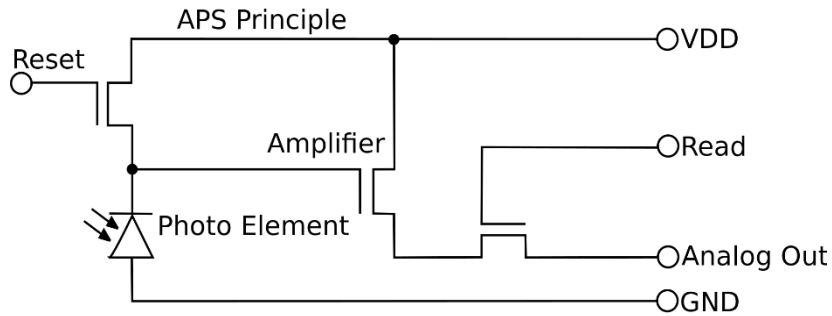 APS Principle
VDD
Reset
Amplifier
Read
Photo Element
Analog Out
GND